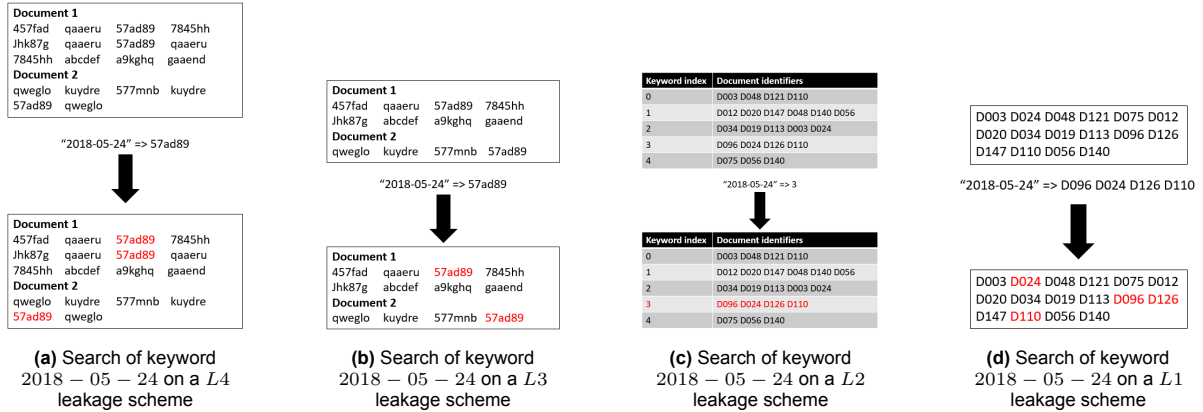 Document 1
457fad qaaeru 57ad89 7845hh
Jhk87g qaaeru 57ad89 qaaeru
7845hh abcdef a9kghq gaaend
Document 2
qweglo kuydre 577mnb kuydre
57ad89 qweglo
“2018-05-24” => 57ad89
Document 1
457fad qaaeru 57ad89 7845hh
Jhk87g qaaeru 57ad89 qaaeru
7845hh abcdef a9kghq gaaend
Document 2
qweglo kuydre 577mnb kuydre
57ad89 qweglo
(a) Search of keyword
2018 − 05 − 24 on a L4
leakage scheme
Document 1
457fad qaaeru 57ad89 7845hh
Jhk87g abcdef a9kghq gaaend
Document 2
qweglo kuydre 577mnb 57ad89
“2018-05-24” => 57ad89
Document 1
457fad qaaeru 57ad89 7845hh
Jhk87g abcdef a9kghq gaaend
Document 2
qweglo kuydre 577mnb 57ad89
(b) Search of keyword
2018 − 05 − 24 on a L3
leakage scheme
Keyword index Document identifiers
0 D003 D048 D121 D110
1 D012 D020 D147 D048 D140 D056
2 D034 D019 D113 D003 D024
3 D096 D024 D126 D110
4 D075 D056 D140
“2018-05-24” => 3
Keyword index Document identifiers
0 D003 D048 D121 D110
1 D012 D020 D147 D048 D140 D056
2 D034 D019 D113 D003 D024
3 D096 D024 D126 D110
4 D075 D056 D140
(c) Search of keyword
2018 − 05 − 24 on a L2
leakage scheme
D003 D024 D048 D121 D075 D012
D020 D034 D019 D113 D096 D126
D147 D110 D056 D140
“2018-05-24” => D096 D024 D126 D110
D003 D024 D048 D121 D075 D012
D020 D034 D019 D113 D096 D126
D147 D110 D056 D140
(d) Search of keyword
2018 − 05 − 24 on a L1
leakage scheme